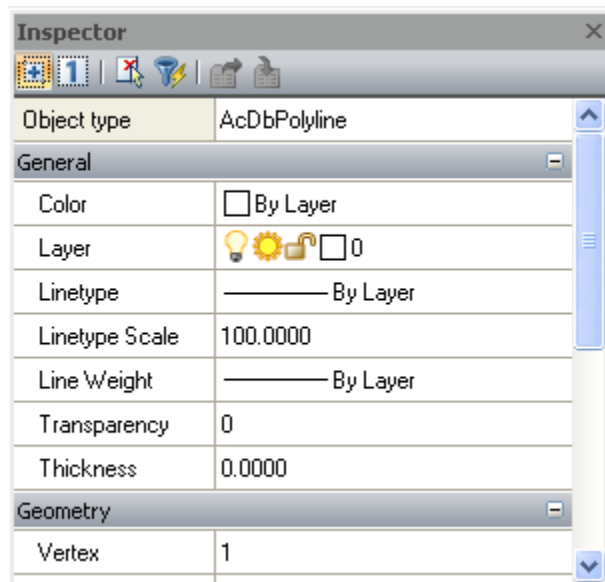 Inspector
1
Object type AcDbPolyline
General
Color By Layer
Layer 0
Linetype By Layer
Linetype Scale 100.0000
Line Weight By Layer
Transparency 0
Thickness 0.0000
Geometry
Vertex 1